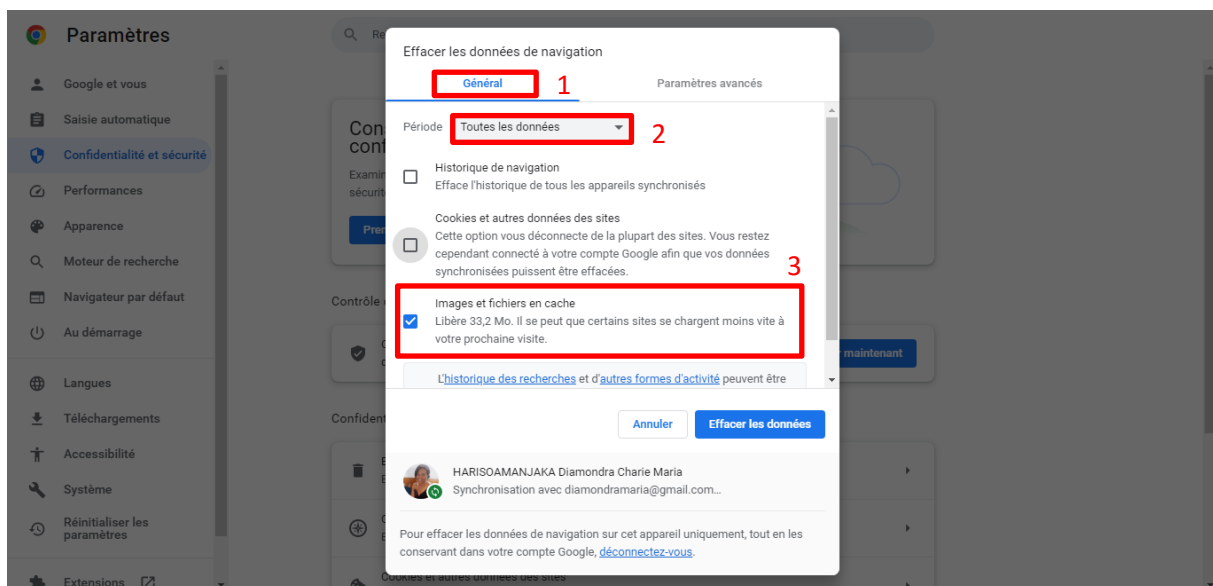 Paramètres
Re
Google et vous
Saisie automatique
Confidentialité et sécurité
Performances
Apparence
Moteur de recherche
Navigateur par défaut
Au démarrage
Langues
Téléchargements
Accessibilité
Système
Réinitialiser les
paramètres
Extensions
Con
conf
Examin
sécurit
Pren
Contrôle
maintenant
Confident
Cookies et autres données des sites
Effacer les données de navigation
Général
1
Paramètres avancés
Période
Toutes les données
2
Historique de navigation
Efface l'historique de tous les appareils synchronisés
Cookies et autres données des sites
Cette option vous déconnecte de la plupart des sites. Vous restez
cependant connecté à votre compte Google afin que vos données
synchronisées puissent être effacées.
3
Images et fichiers en cache
Libère 33,2 Mo. Il se peut que certains sites se chargent moins vite à
votre prochaine visite.
L'historique des recherches et d'autres formes d'activité peuvent être
Annuler
Effacer les données
HARISOAMANJAKA Diamondra Charie Maria
Synchronisation avec diamondramaria@gmail.com...
Pour effacer les données de navigation sur cet appareil uniquement, tout en les
conservant dans votre compte Google, déconnectez-vous.